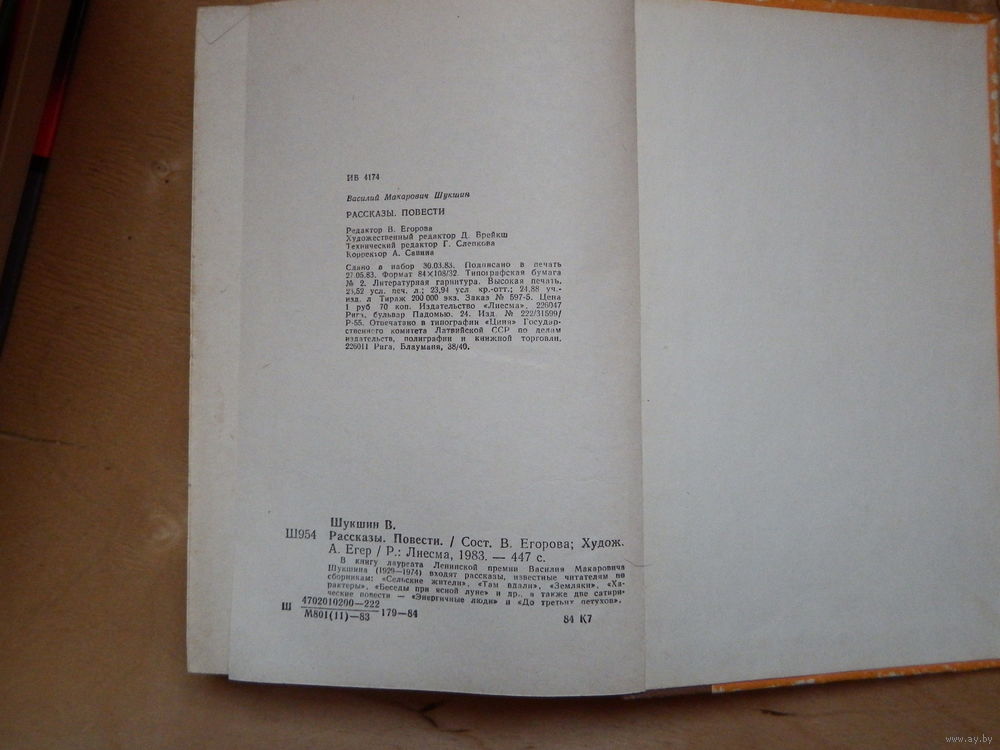 ИБ 4174
Василий Макарович Шукшин
РАССКАЗЫ. ПОВЕСТИ
Редактор В. Егорова
Художественный редактор Д. Брейкш
Технический редактор Г. Слепкова
Корректор А. Савина
Сдано в набор 30.03.83. Подписано в печать
27.05.83. Формат 84×108/32. Типографская бумага
№ 2. Литературная гарнитура. Высокая печать.
23,52 усл. печ. л.; 23,94 усл. кр.-отт.; 24,88 уч.-
изд. л Тираж 200 000 экз. Заказ № 597-5. Цена
1 руб 70 коп. Издательство «Лиесма», 226047
Рига, бульвар Падомью, 24. Изд. № 222/31599/
Р-55. Отпечатано в типографии «Циня» Государ-
ственного комитета Латвийской ССР по делам
издательств, полиграфии и книжной торговли,
226011 Рига, Блауманя, 38/40.
Шукшин В.
Ш954 Рассказы. Повести. / Сост. В. Егорова; Худож.
А. Егер / Р.: Лиесма, 1983. — 447 с.
В книгу лауреата Ленинской премии Василия Макаровича
Шукшина (1929—1974) входят рассказы, известные читателям по
сборникам: «Сельские жители», «Там вдали», «Земляки», «Ха-
рактеры», «Беседы при ясной луне» и др., а также две сатири-
ческие повести — «Энергичные люди» и «До третьих петухов».
Ш 4702010200—222
М801(11)—83 179—84
84 К7
www.ay.by